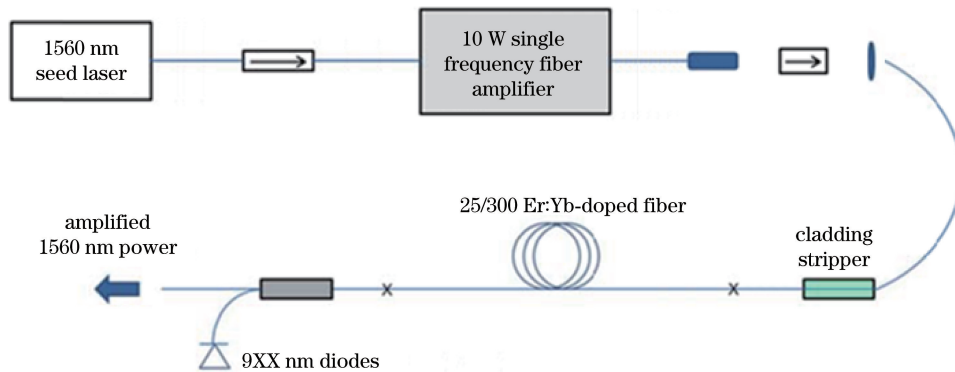 1560 nm
seed laser
10 W single
frequency fiber
amplifier
25/300 Er:Yb-doped fiber
amplified
1560 nm power
cladding
stripper
x
x
9XX nm diodes